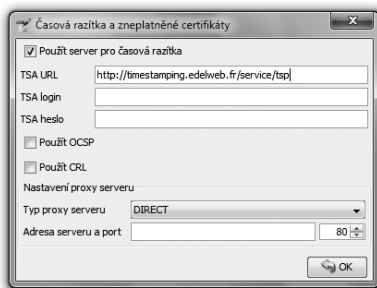 Časová razítka a zneplatněné certifikáty
Použít server pro časová razítka
TSA URL http://timestamping.edelweb.fr/service/tsp
TSA login
TSA heslo
Použít OCSP
Použít CRL
Nastavení proxy serveru
Typ proxy serveru DIRECT
Adresa serveru a port 80
OK